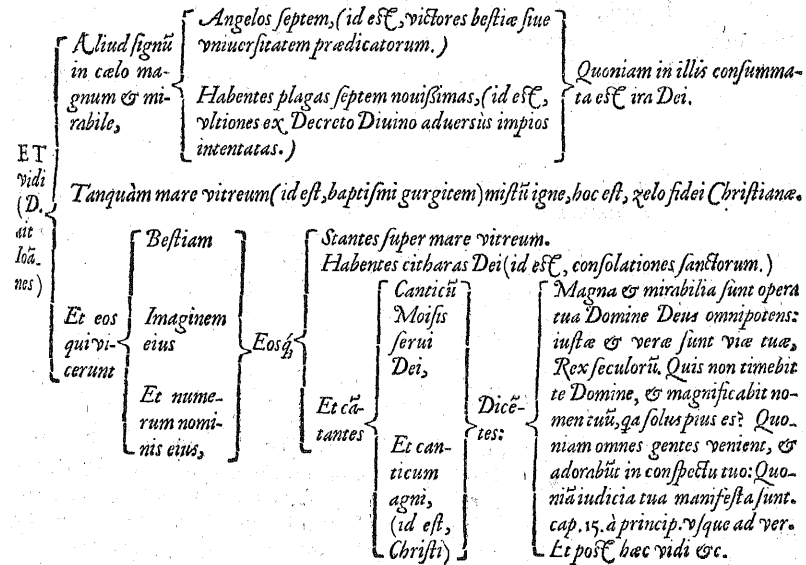 ET
vidi
(D.
ait
Ioā-
nes)
Aliud signũ
in cælo ma-
gnum & mi-
rabile,
Angelos septem, (id est, victores bestiæ siue
vniuersitatem prædicatorum.)
Habentes plagas septem nouißimas, (id est,
vltiones ex Decreto Diuino aduersùs impios
intentatas.)
Quoniam in illis consumma-
ta est ira Dei.
Tanquàm mare vitreum (id est, baptismi gurgitem) mistũ igne, hoc est, zelo fidei Christianæ.
Et eos
qui vi-
cerunt
Bestiam
Imaginem
eius
Et nume-
rum nomi-
nis eius,
Eosq́;
Stantes super mare vitreum.
Habentes citharas Dei (id est, consolationes sanctorum.)
Et cā-
tantes
Canticũ
Moisis
serui
Dei,
Et can-
ticum
agni,
(id est,
Christi)
Dicē-
tes:
Magna & mirabilia sunt opera
tua Domine Deus omnipotens:
iustæ & veræ sunt viæ tuæ,
Rex seculorũ. Quis non timebit
te Domine, & magnificabit no-
men tuũ, qa solus pius es? Quo-
niam omnes gentes venient, &
adorabũt in conspectu tuo: Quo-
niā iudicia tua manifesta sunt.
cap. 15. à princip. vsque ad ver.
Et post hæc vidi &c.